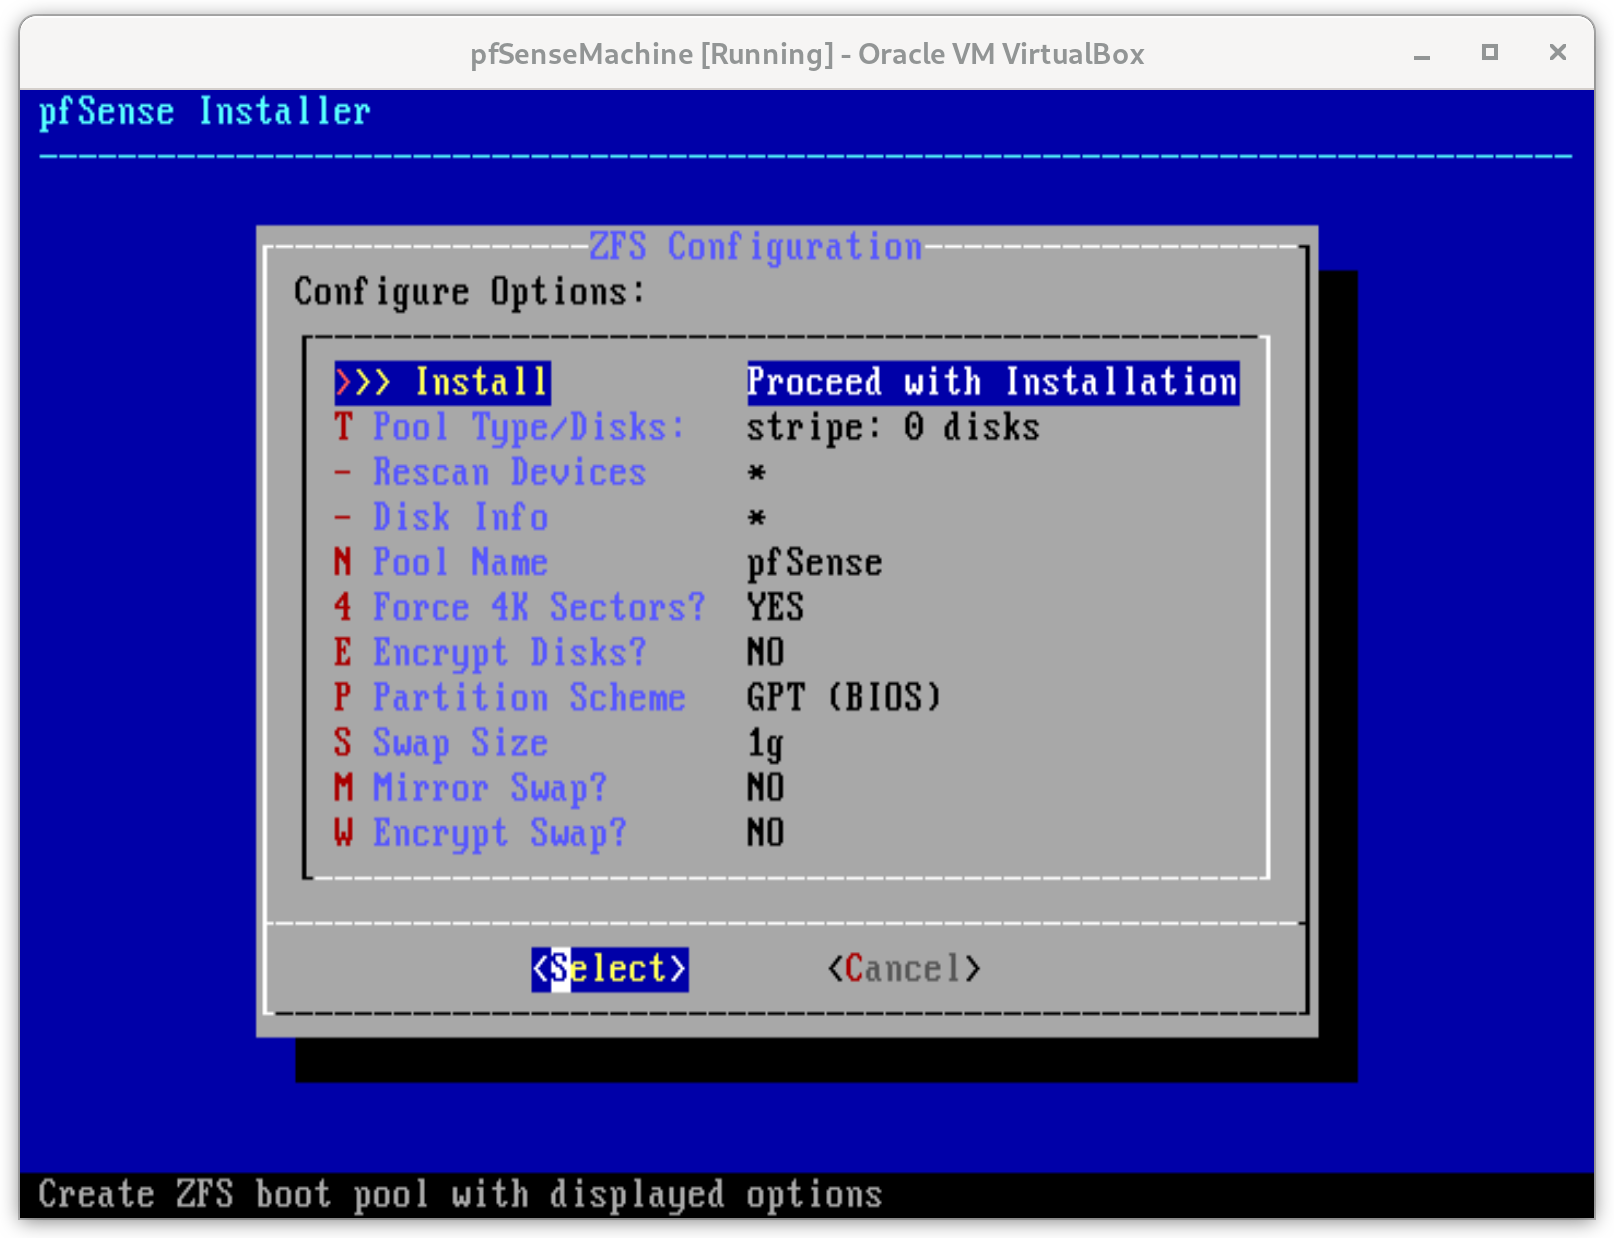 pfSenseMachine [Running] - Oracle VM VirtualBox
pfSense Installer
ZFS Configuration
Configure Options:
>>> Install Proceed with Installation
T Pool Type/Disks: stripe: 0 disks
- Rescan Devices *
- Disk Info *
N Pool Name pfSense
4 Force 4K Sectors? YES
E Encrypt Disks? NO
P Partition Scheme GPT (BIOS)
S Swap Size 1g
M Mirror Swap? NO
W Encrypt Swap? NO
<Select> <Cancel>
Create ZFS boot pool with displayed options